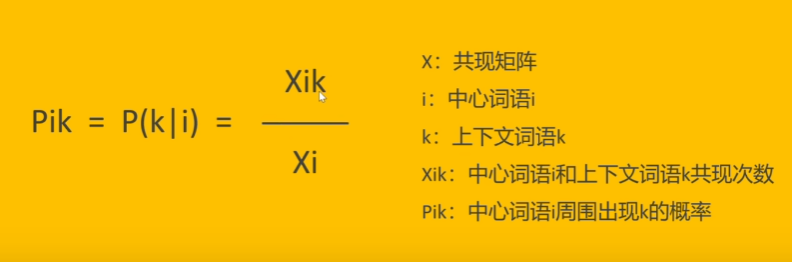 Pik = P(k|i) =
Xik
Xi
X：共现矩阵
i：中心词语i
k：上下文词语k
Xik：中心词语i和上下文词语k共现次数
Pik：中心词语i周围出现k的概率